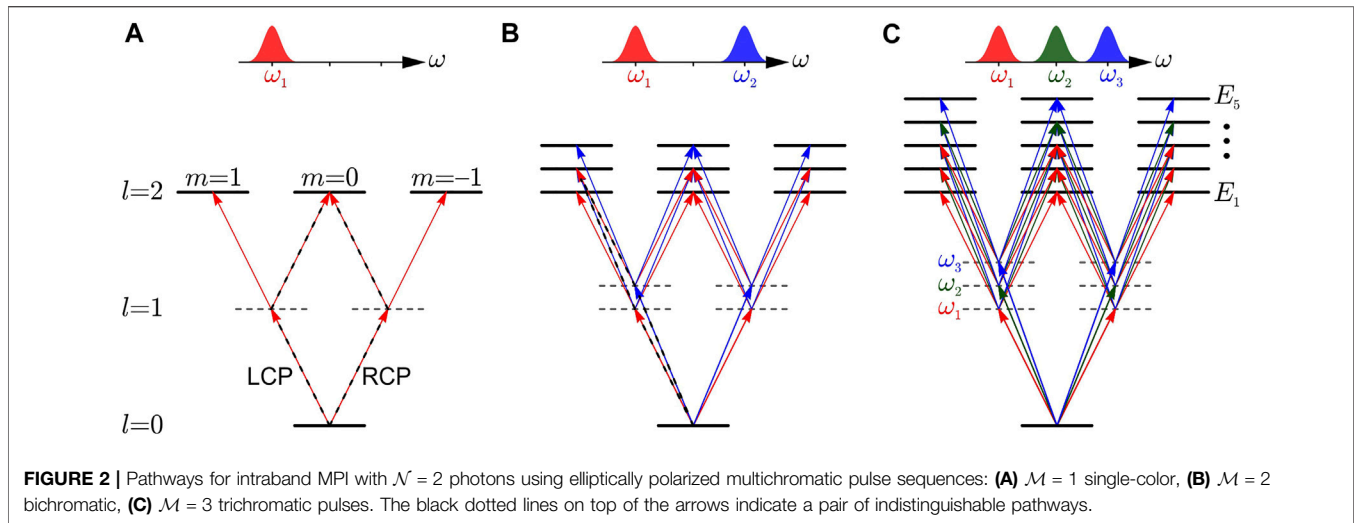 A
ω
ω₁
B
ω
ω₁
ω₂
C
ω
ω₁
ω₂
ω₃
E₅
m=1
m=0
m=–1
l=2
E₁
ω₃
ω₂
ω₁
l=1
LCP
RCP
l=0
FIGURE 2 | Pathways for intraband MPI with 𝒩 = 2 photons using elliptically polarized multichromatic pulse sequences: (A) ℳ = 1 single-color, (B) ℳ = 2
bichromatic, (C) ℳ = 3 trichromatic pulses. The black dotted lines on top of the arrows indicate a pair of indistinguishable pathways.